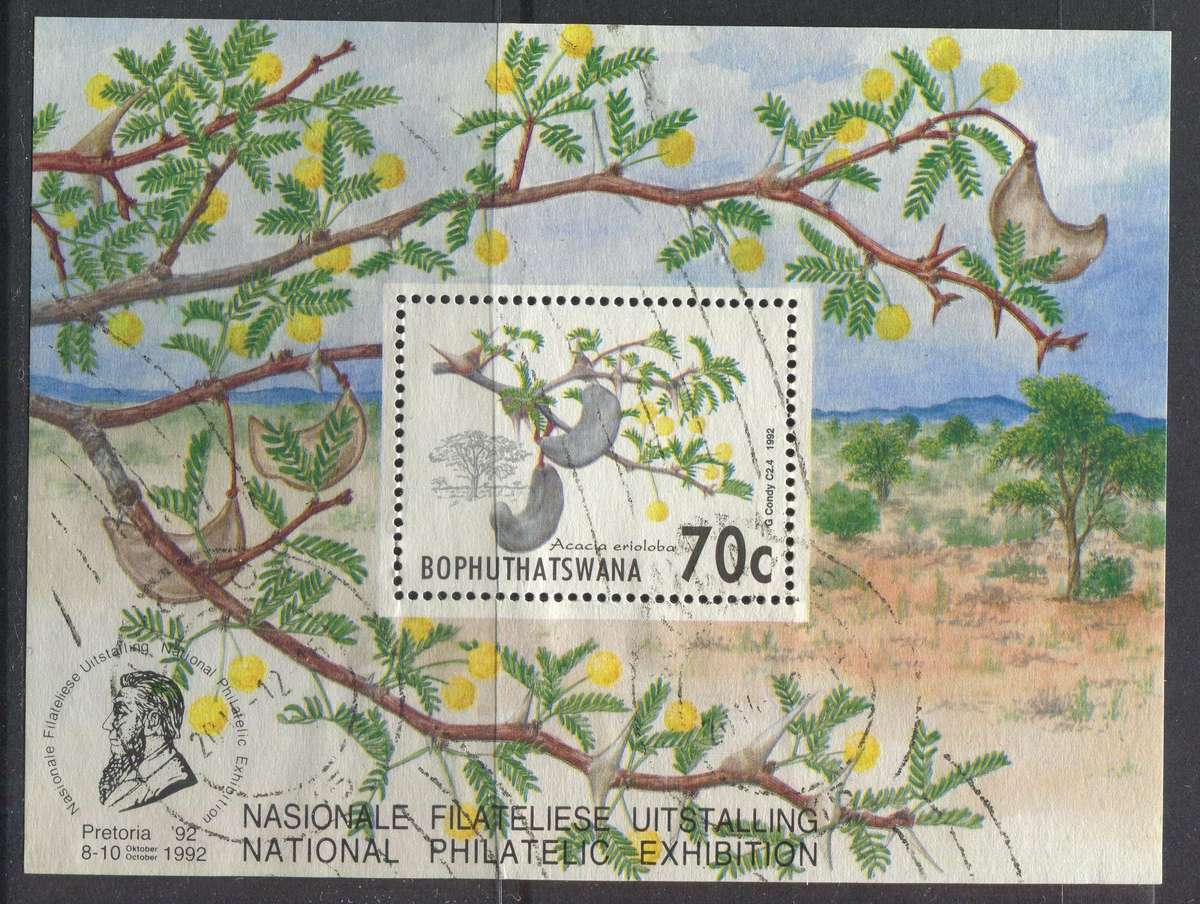 Acacia erioloba
BOPHUTHATSWANA 70c
G Condy C2.4 1992
Nasionale Filateliese Uitstalling National Philatelic Exhibition
Pretoria '92
8-10 Oktober
October 1992
NASIONALE FILATELIESE UITSTALLING
NATIONAL PHILATELIC EXHIBITION